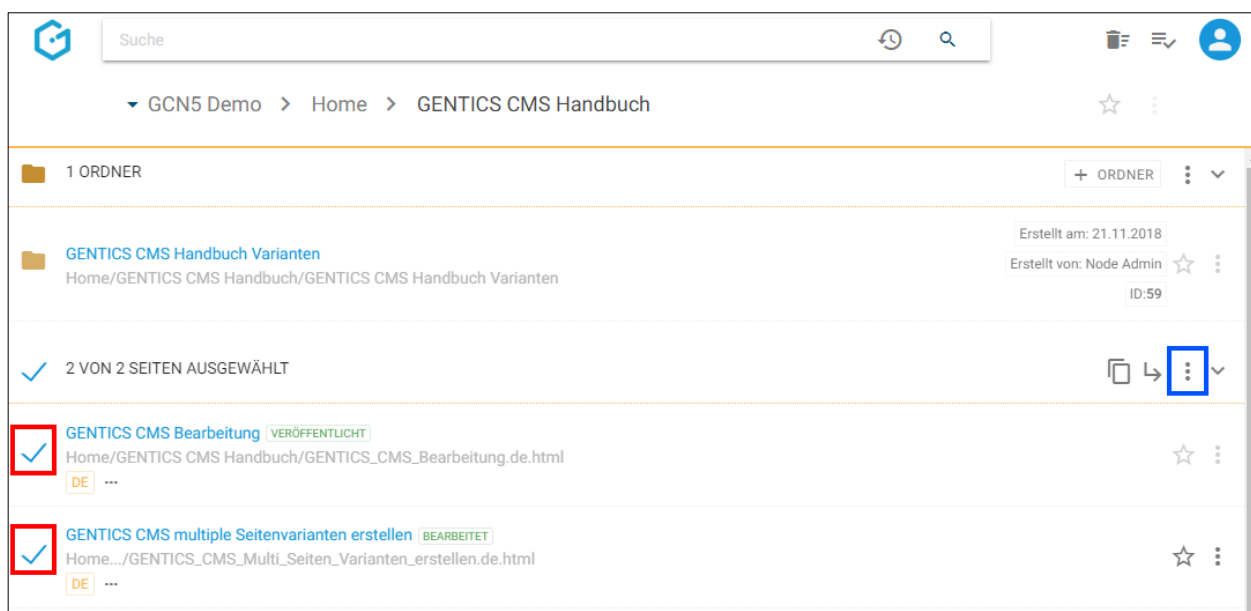 Suche
GCN5 Demo > Home > GENTICS CMS Handbuch
1 ORDNER
+ ORDNER
GENTICS CMS Handbuch Varianten
Home/GENTICS CMS Handbuch/GENTICS CMS Handbuch Varianten
Erstellt am: 21.11.2018
Erstellt von: Node Admin
ID:59
2 VON 2 SEITEN AUSGEWÄHLT
GENTICS CMS Bearbeitung VERÖFFENTLICHT
Home/GENTICS CMS Handbuch/GENTICS_CMS_Bearbeitung.de.html
DE ---
GENTICS CMS multiple Seitenvarianten erstellen BEARBEITET
Home.../GENTICS_CMS_Multi_Seiten_Varianten_erstellen.de.html
DE ---